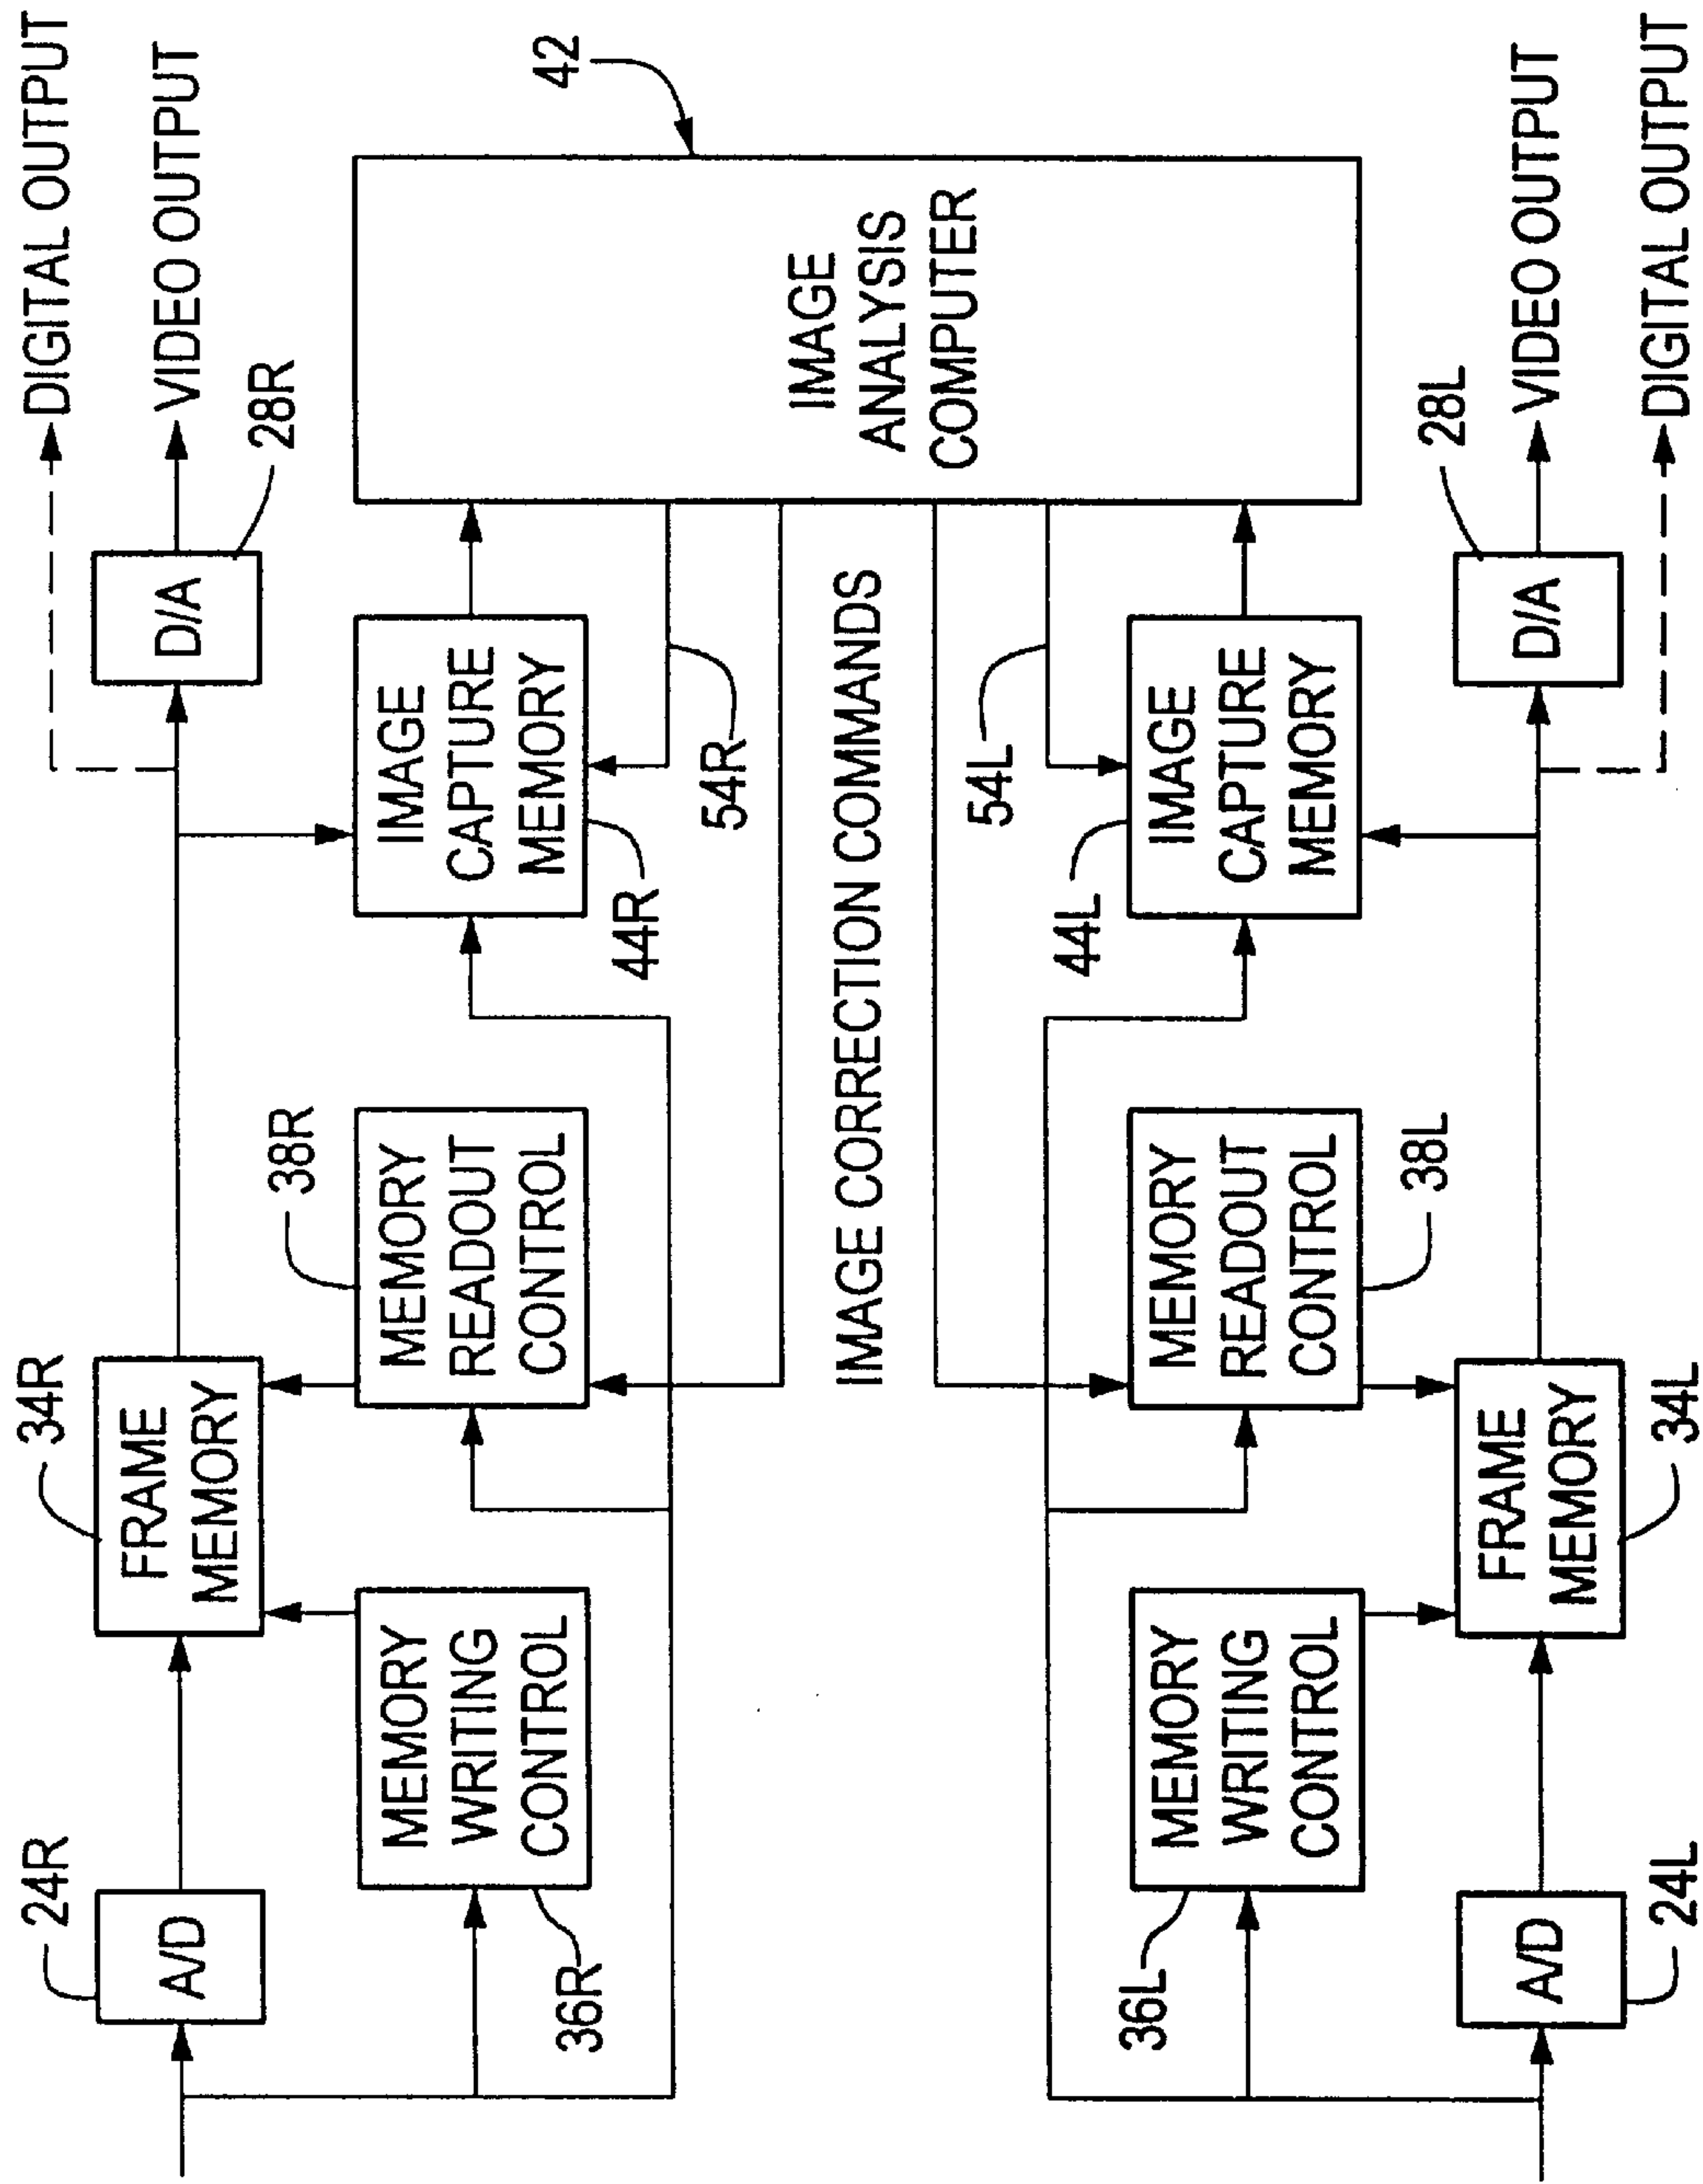 DIGITAL OUTPUT
VIDEO OUTPUT
24R
A/D
34R
FRAME
MEMORY
D/A
28R
36R
MEMORY
WRITING
CONTROL
38R
MEMORY
READOUT
CONTROL
44R
IMAGE
CAPTURE
MEMORY
54R
42
IMAGE
ANALYSIS
COMPUTER
IMAGE CORRECTION COMMANDS
36L
MEMORY
WRITING
CONTROL
MEMORY
READOUT
CONTROL
38L
44L
IMAGE
CAPTURE
MEMORY
54L
28L
24L
A/D
FRAME
MEMORY
34L
D/A
VIDEO OUTPUT
DIGITAL OUTPUT